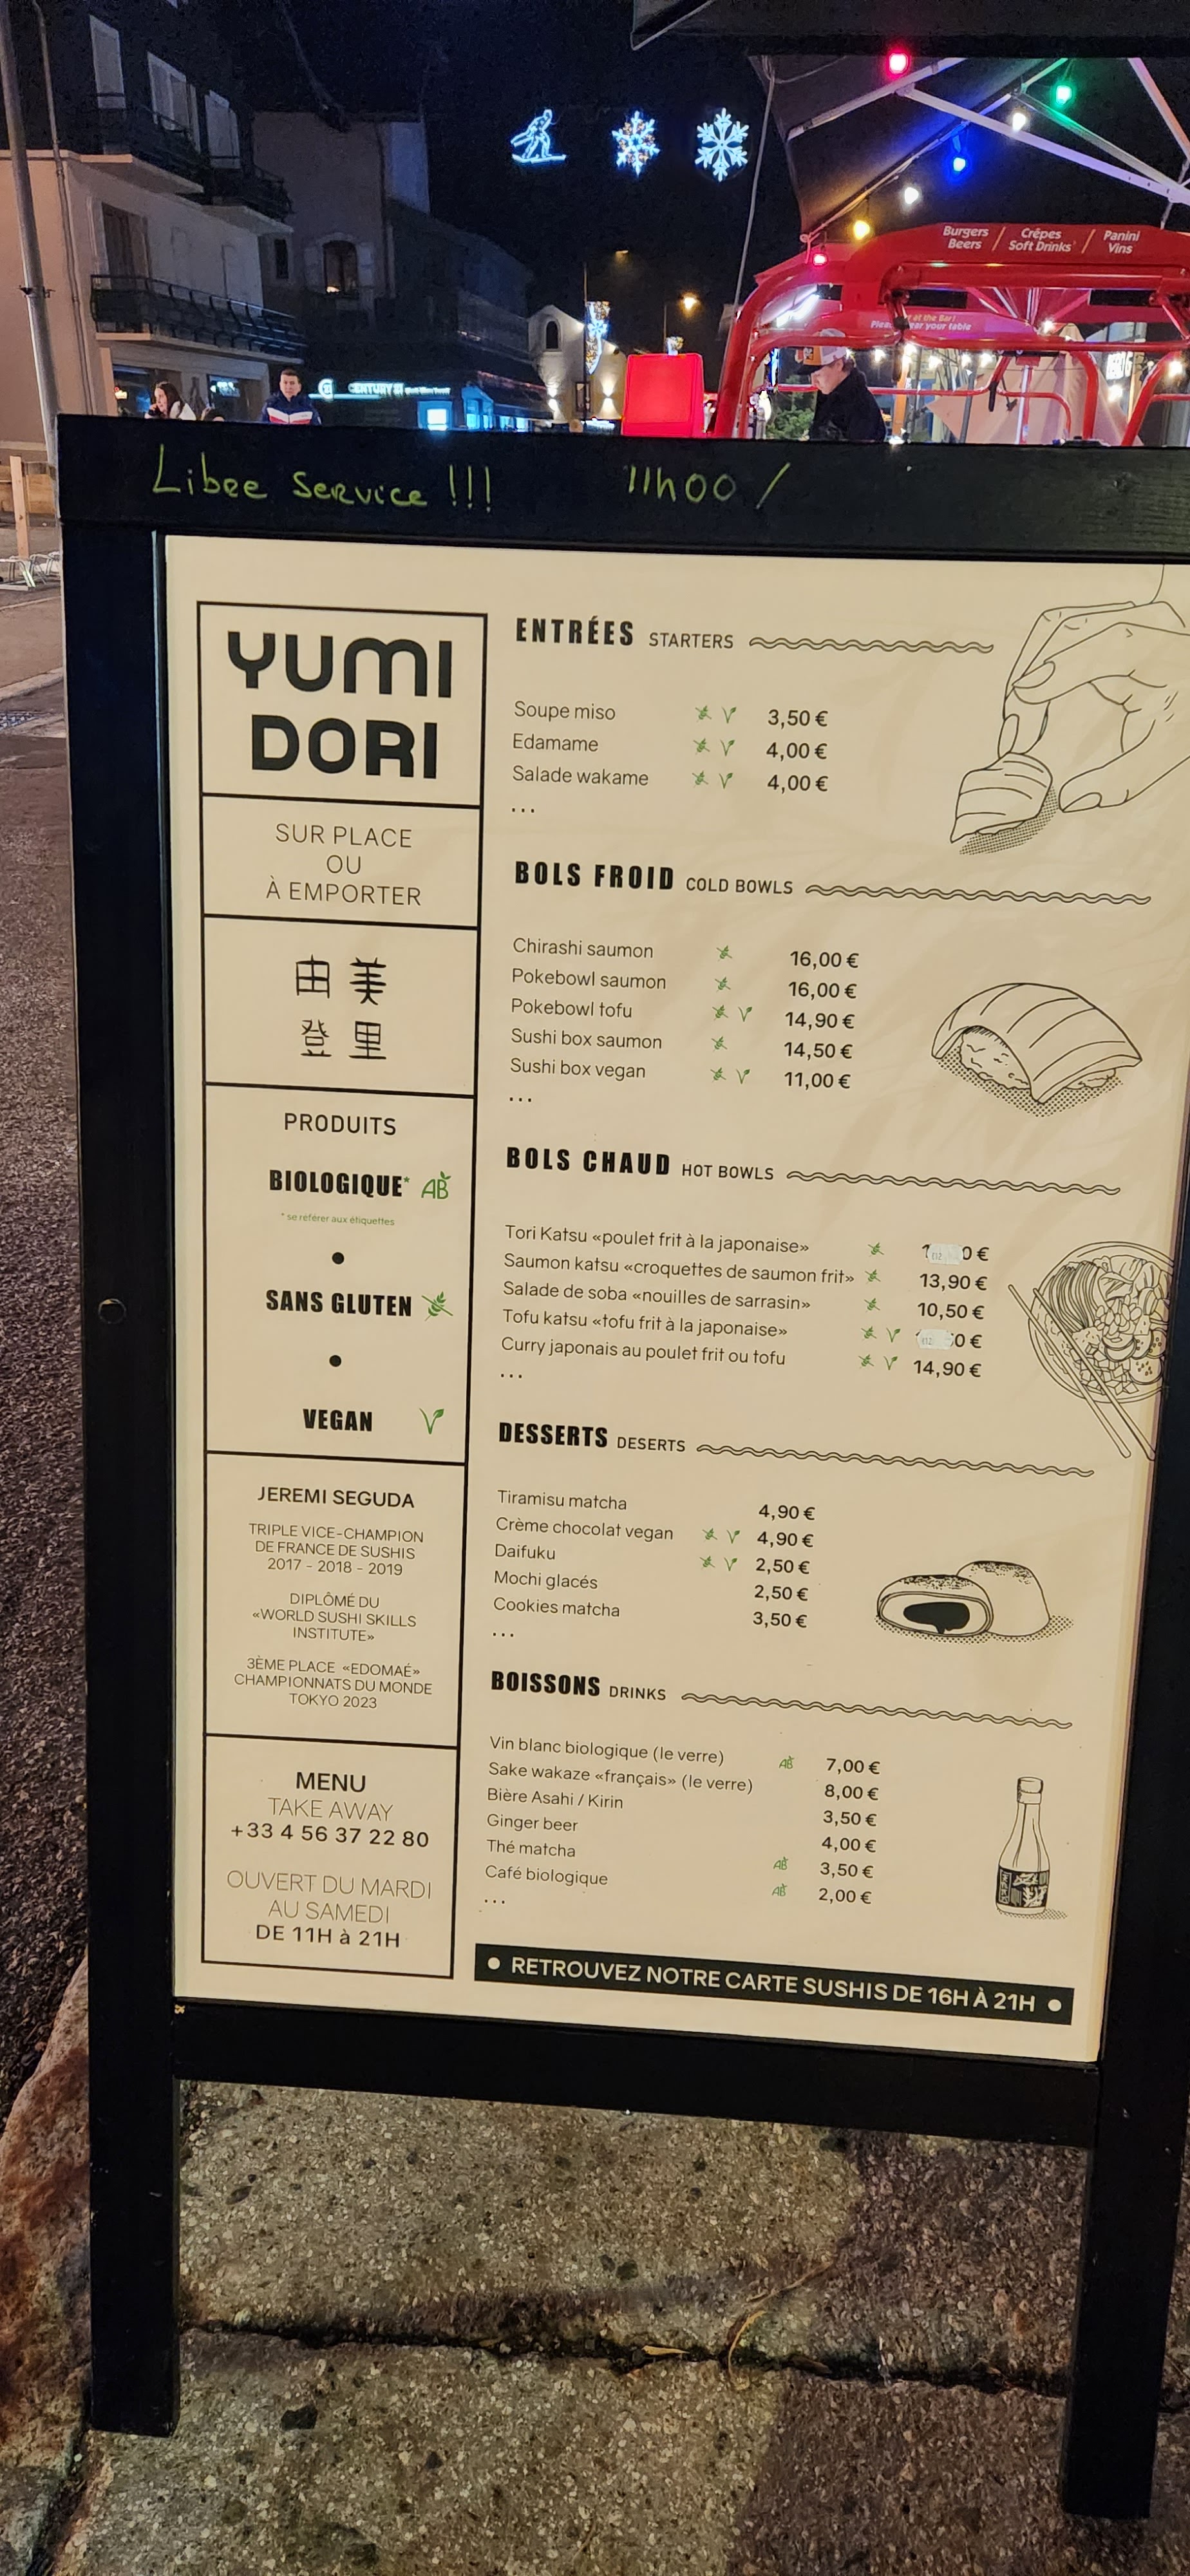 Burgers / Crêpes / Panini
Beers / Soft Drinks / Vins
at the Bar!
your table
CENTURY 21
Libre Service !!! 11h00 /
YUMI
DORI
SUR PLACE
OU
À EMPORTER
由美
登里
PRODUITS
BIOLOGIQUE* AB
* se référer aux étiquettes
SANS GLUTEN
VEGAN V
JEREMI SEGUDA
TRIPLE VICE-CHAMPION
DE FRANCE DE SUSHIS
2017 - 2018 - 2019
DIPLÔMÉ DU
«WORLD SUSHI SKILLS
INSTITUTE»
3ÈME PLACE «EDOMAÉ»
CHAMPIONNATS DU MONDE
TOKYO 2023
MENU
TAKE AWAY
+33 4 56 37 22 80
OUVERT DU MARDI
AU SAMEDI
DE 11H à 21H
ENTRÉES STARTERS
Soupe miso V 3,50 €
Edamame V 4,00 €
Salade wakame V 4,00 €
...
BOLS FROID COLD BOWLS
Chirashi saumon 16,00 €
Pokebowl saumon 16,00 €
Pokebowl tofu V 14,90 €
Sushi box saumon 14,50 €
Sushi box vegan V 11,00 €
...
BOLS CHAUD HOT BOWLS
Tori Katsu «poulet frit à la japonaise» 0 €
Saumon katsu «croquettes de saumon frit» 13,90 €
Salade de soba «nouilles de sarrasin» 10,50 €
Tofu katsu «tofu frit à la japonaise» V 0 €
Curry japonais au poulet frit ou tofu V 14,90 €
...
DESSERTS DESERTS
Tiramisu matcha 4,90 €
Crème chocolat vegan V 4,90 €
Daifuku V 2,50 €
Mochi glacés 2,50 €
Cookies matcha 3,50 €
...
BOISSONS DRINKS
Vin blanc biologique (le verre) AB 7,00 €
Sake wakaze «français» (le verre) 8,00 €
Bière Asahi / Kirin 3,50 €
Ginger beer 4,00 €
Thé matcha AB 3,50 €
Café biologique AB 2,00 €
...
• RETROUVEZ NOTRE CARTE SUSHIS DE 16H À 21H •